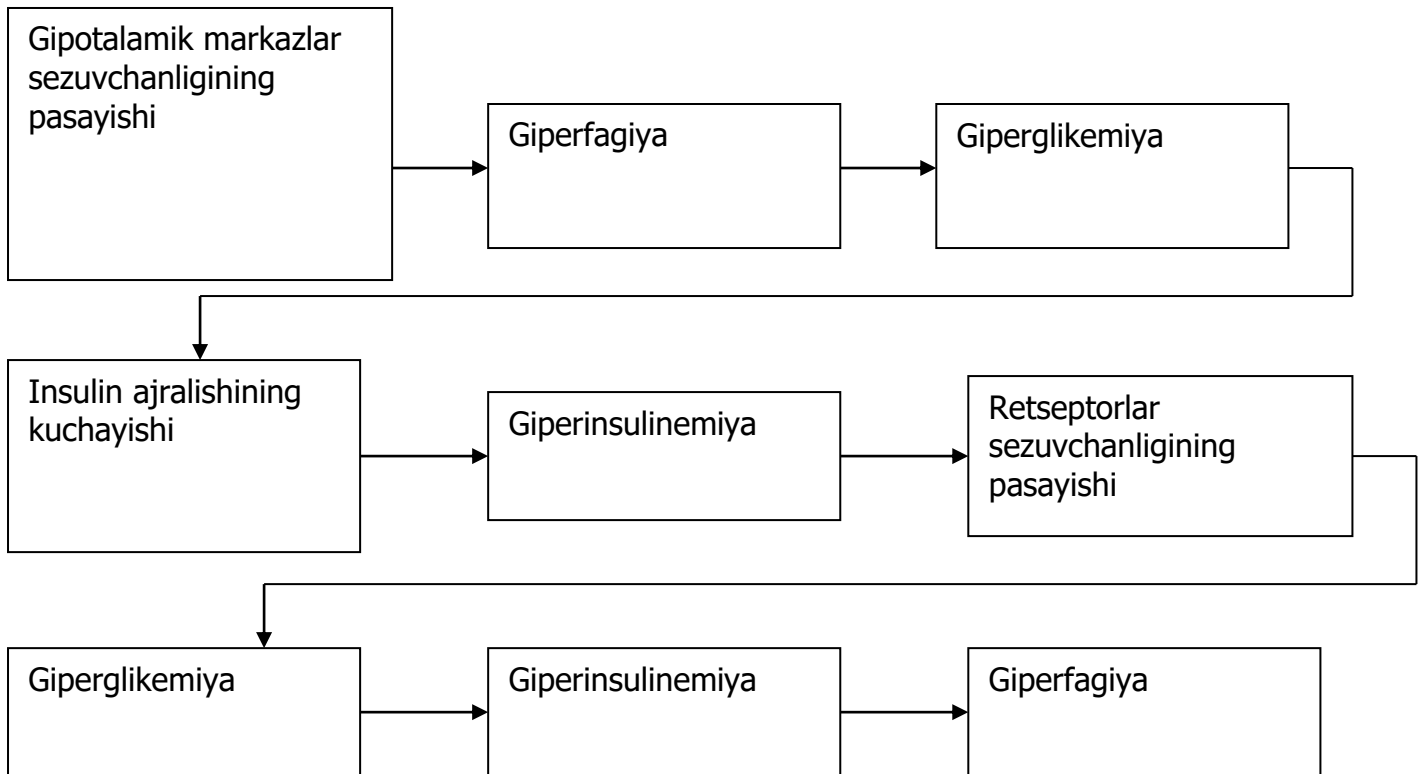 Gipotalamik markazlar
sezuvchanligining
pasayishi
Giperfagiya
Giperglikemiya
Insulin ajralishining
kuchayishi
Giperinsulinemiya
Retseptorlar
sezuvchanligining
pasayishi
Giperglikemiya
Giperinsulinemiya
Giperfagiya